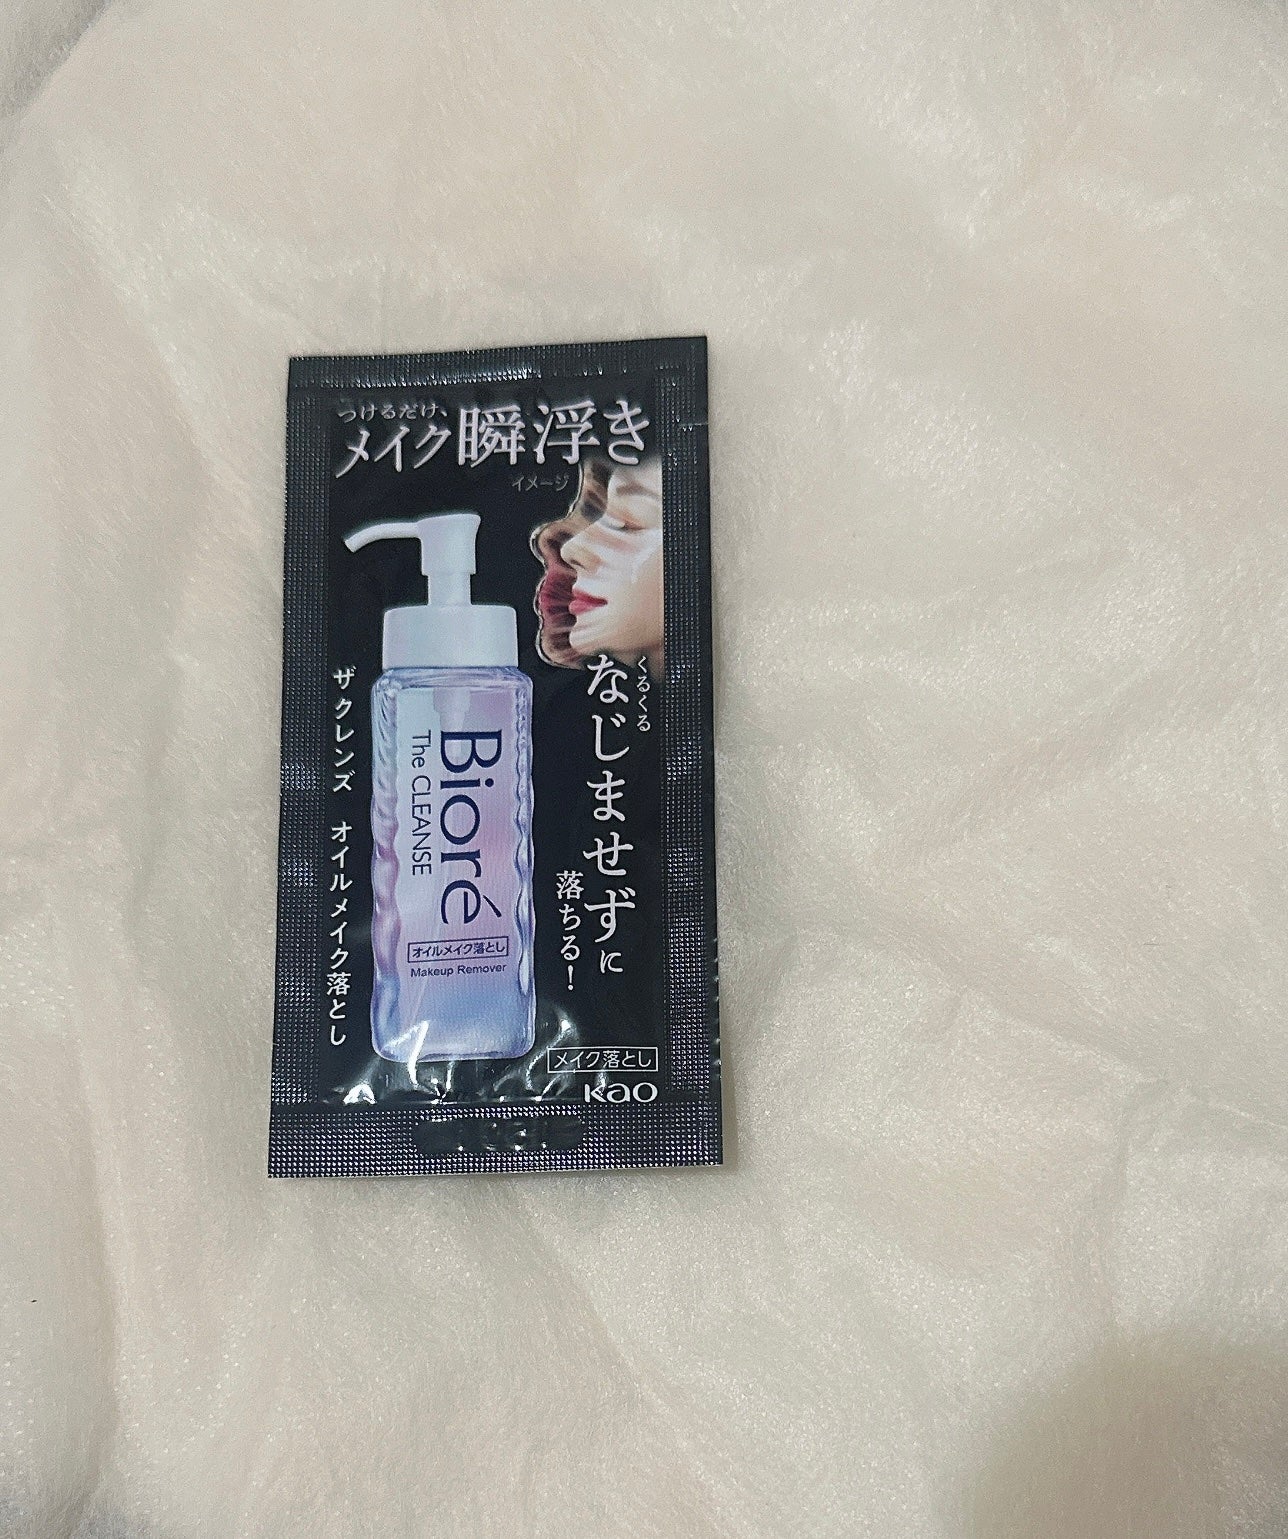 つけるだけ、
メイク瞬浮き
イメージ
くるくる
なじませずに
落ちる！
ザ クレンズ オイルメイク落とし
Bioré
The CLEANSE
オイルメイク落とし
Makeup Remover
メイク落とし
Kao